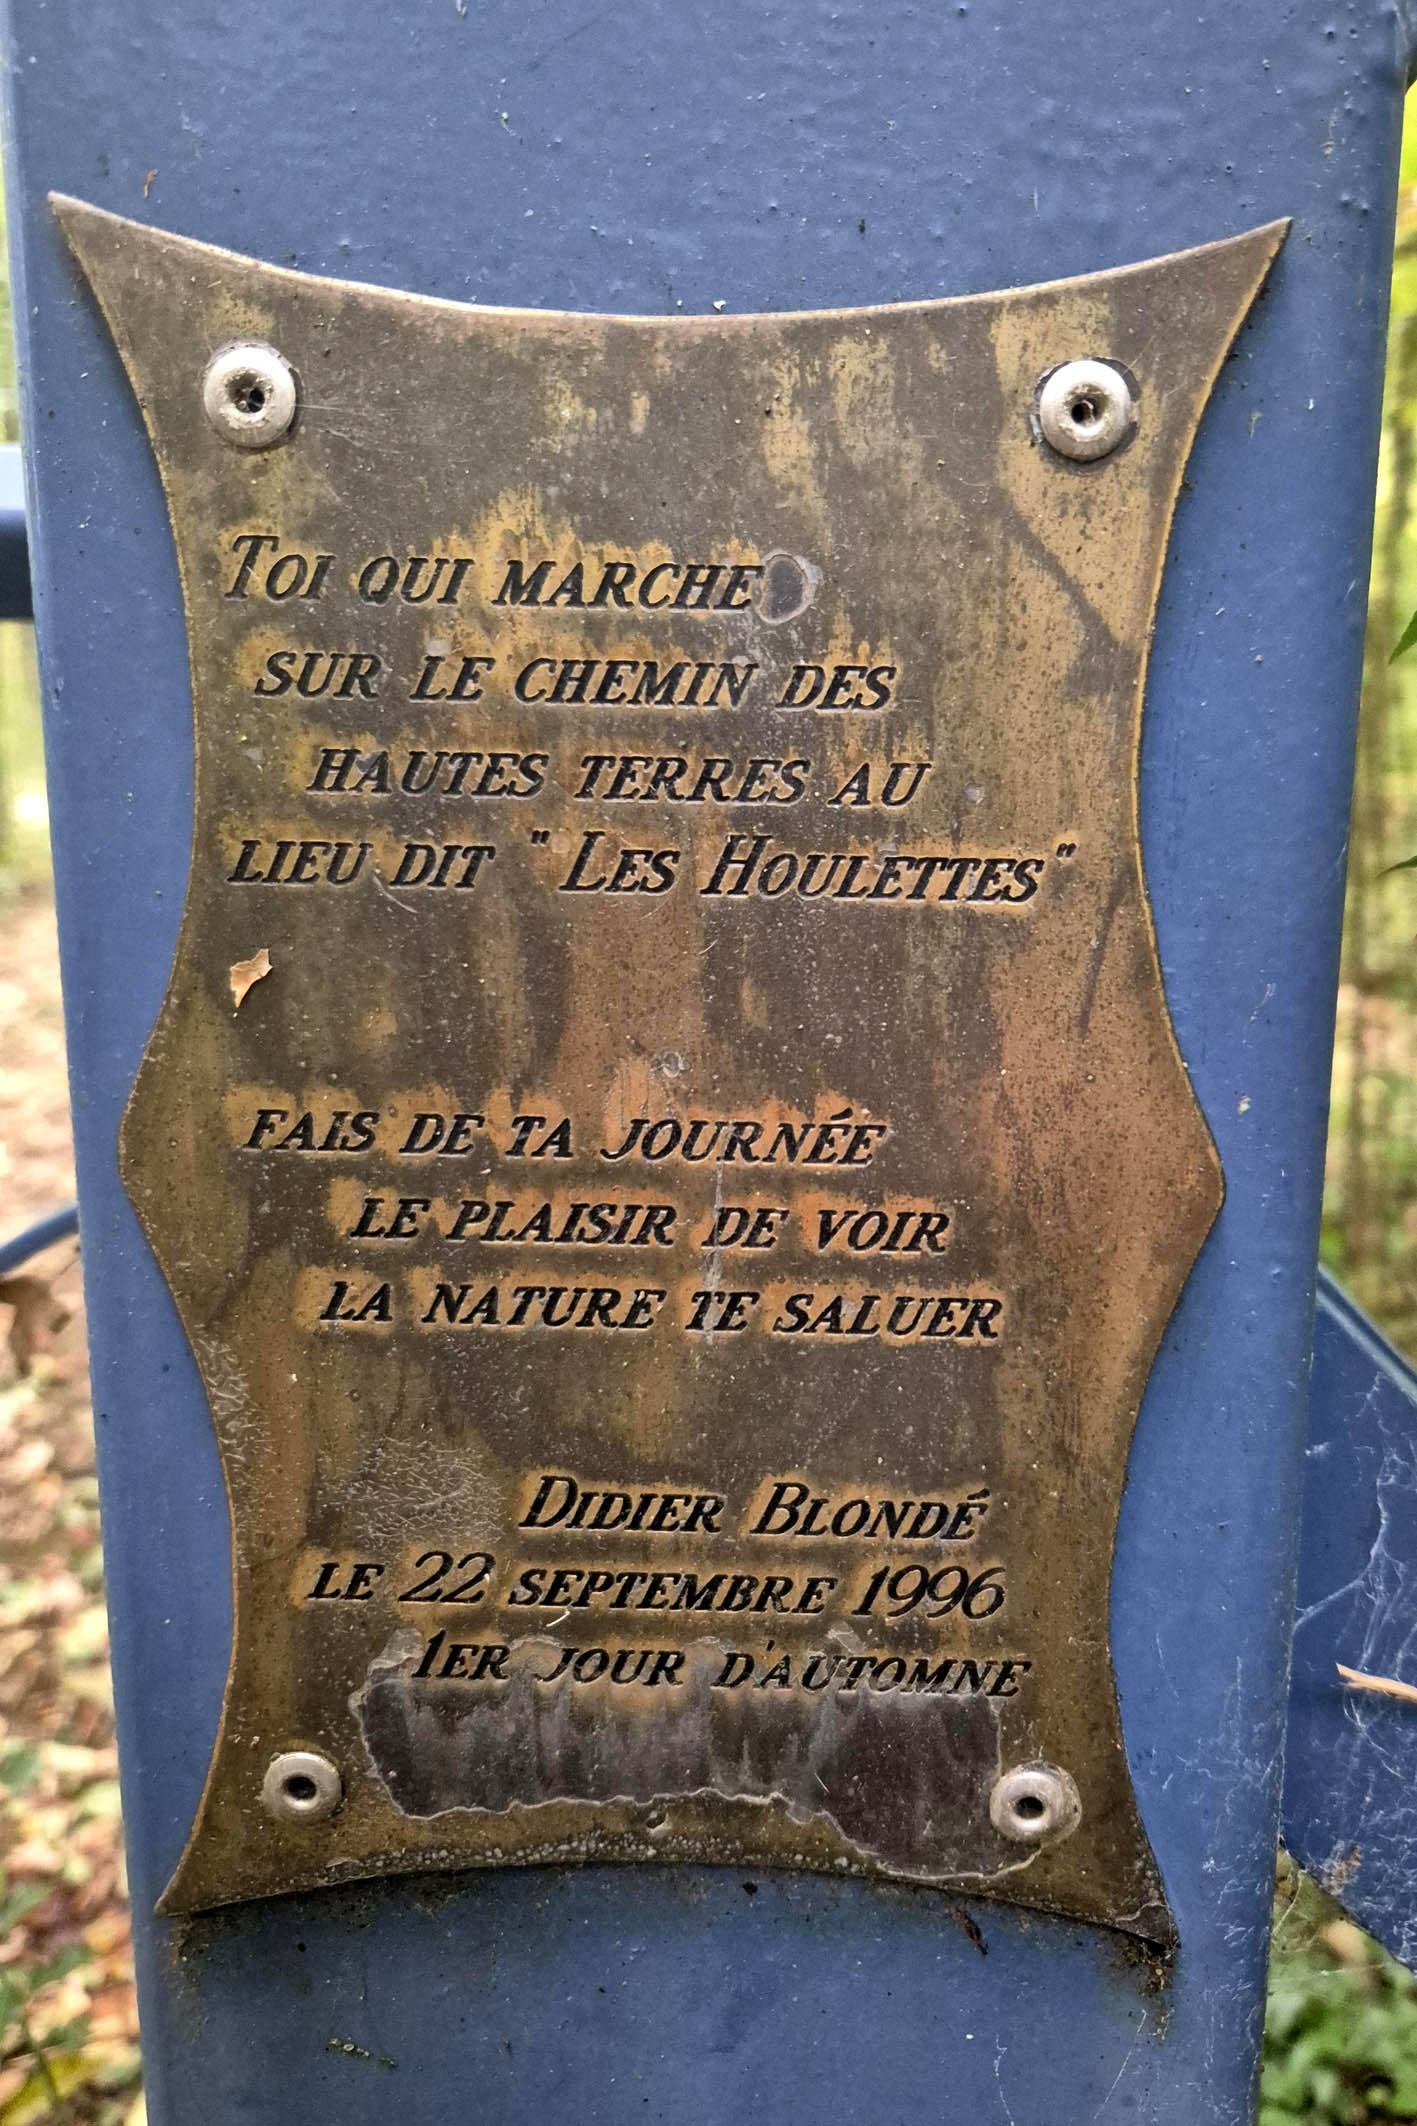 Toi qui marche
sur le chemin des
hautes terres au
lieu dit "Les Houlettes"
fais de ta journée
le plaisir de voir
la nature te saluer
Didier Blondé
le 22 septembre 1996
1er jour d'automne